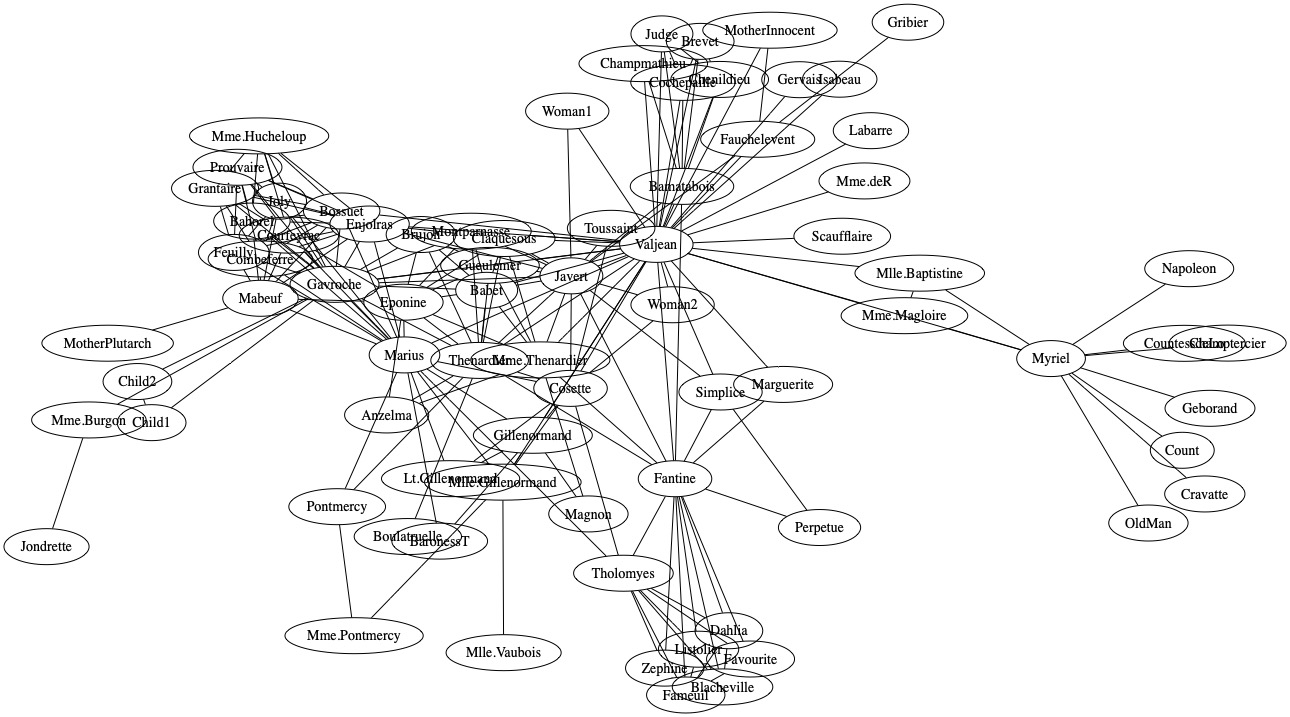 Gribier
MotherInnocent
Judge
Brevet
Champmathieu
Cochepaille
Chenildieu
Gervais
Isabeau
Woman1
Fauchelevent
Labarre
Mme.Hucheloup
Prouvaire
Grantaire
Joly
Bamatabois
Mme.deR
Bossuet
Bahorel
Enjolras
Courfeyrac
Brujon
Montparnasse
Claquesous
Toussaint
Valjean
Scaufflaire
Feuilly
Combeferre
Gueulemer
Javert
Mlle.Baptistine
Napoleon
Gavroche
Mabeuf
Eponine
Babet
Woman2
Mme.Magloire
MotherPlutarch
Marius
Thenardier
Mme.Thenardier
Myriel
CountessdeLo
Champtercier
Child2
Cosette
Simplice
Marguerite
Mme.Burgon
Child1
Anzelma
Gillenormand
Geborand
Count
Lt.Gillenormand
Mlle.Gillenormand
Fantine
Cravatte
Pontmercy
Magnon
Perpetue
OldMan
Jondrette
Boulatruelle
BaronessT
Tholomyes
Mme.Pontmercy
Mlle.Vaubois
Dahlia
Listolier
Favourite
Zephine
Blacheville
Fameuil